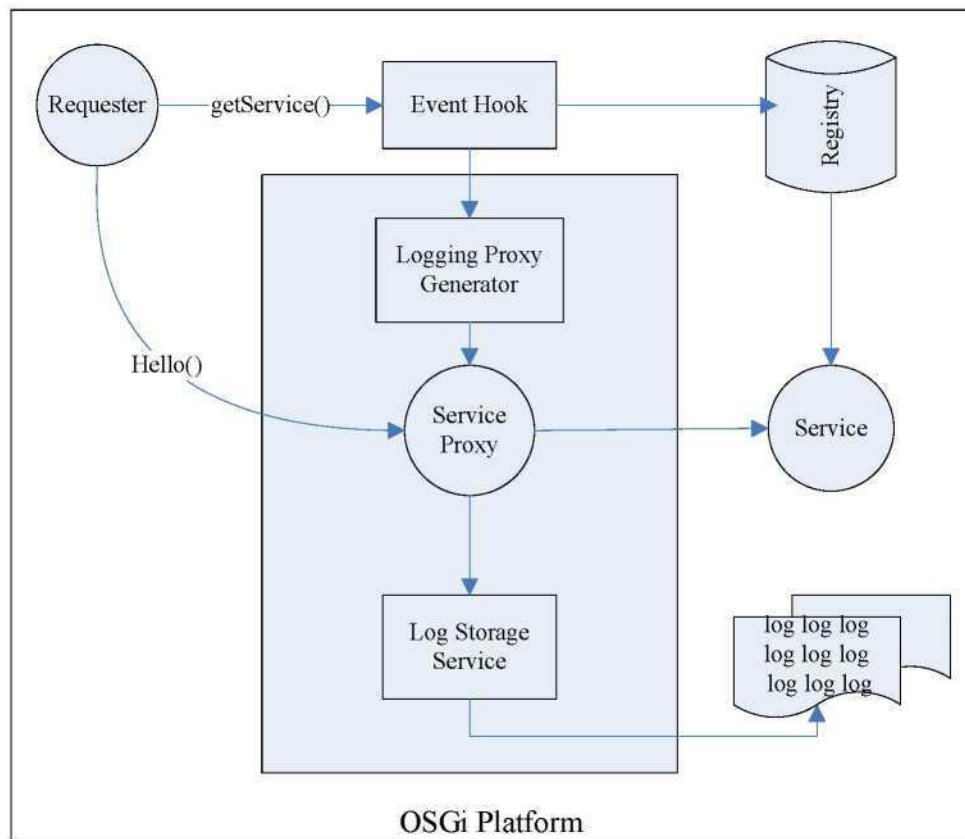 Requester
getService()
Event Hook
Registry
Logging Proxy
Generator
Hello()
Service
Proxy
Service
Log Storage
Service
log log log
log log log
log log log
OSGi Platform